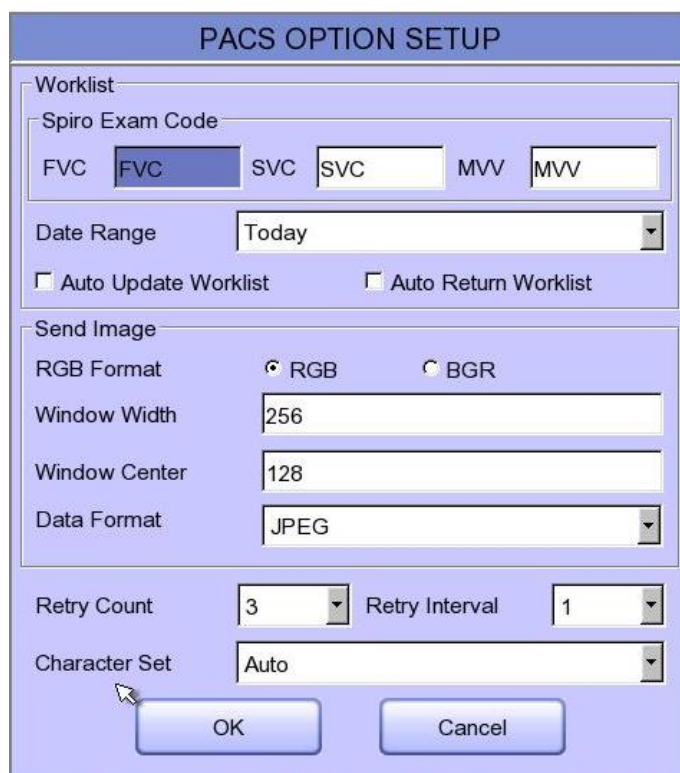 PACS OPTION SETUP
Worklist
Spiro Exam Code
FVC FVC SVC SVC MVV MVV
Date Range Today
Auto Update Worklist Auto Return Worklist
Send Image
RGB Format RGB BGR
Window Width 256
Window Center 128
Data Format JPEG
Retry Count 3 Retry Interval 1
Character Set Auto
OK Cancel